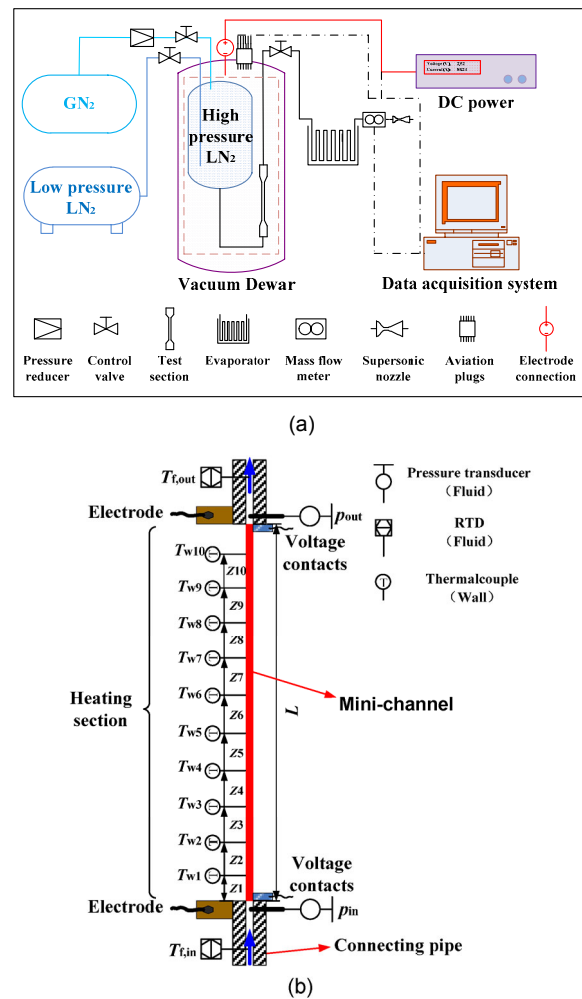 GN2
High
pressure
LN2
Low pressure
LN2
Vacuum Dewar
DC power
Data acquisition system
Pressure
reducer
Control
valve
Test
section
Evaporator
Mass flow
meter
Supersonic
nozzle
Aviation
plugs
Electrode
connection
(a)
Tf,out
Electrode
pout
Voltage
contacts
Pressure transducer
(Fluid)
RTD
(Fluid)
Thermalcouple
(Wall)
Tw10
Z10
Tw9
Z9
Tw8
Z8
Tw7
Z7
Tw6
Z6
Tw5
Z5
Tw4
Z4
Tw3
Z3
Tw2
Z2
Tw1
Z1
Heating
section
L
Mini-channel
Voltage
contacts
Electrode
pin
Tf,in
Connecting pipe
(b)